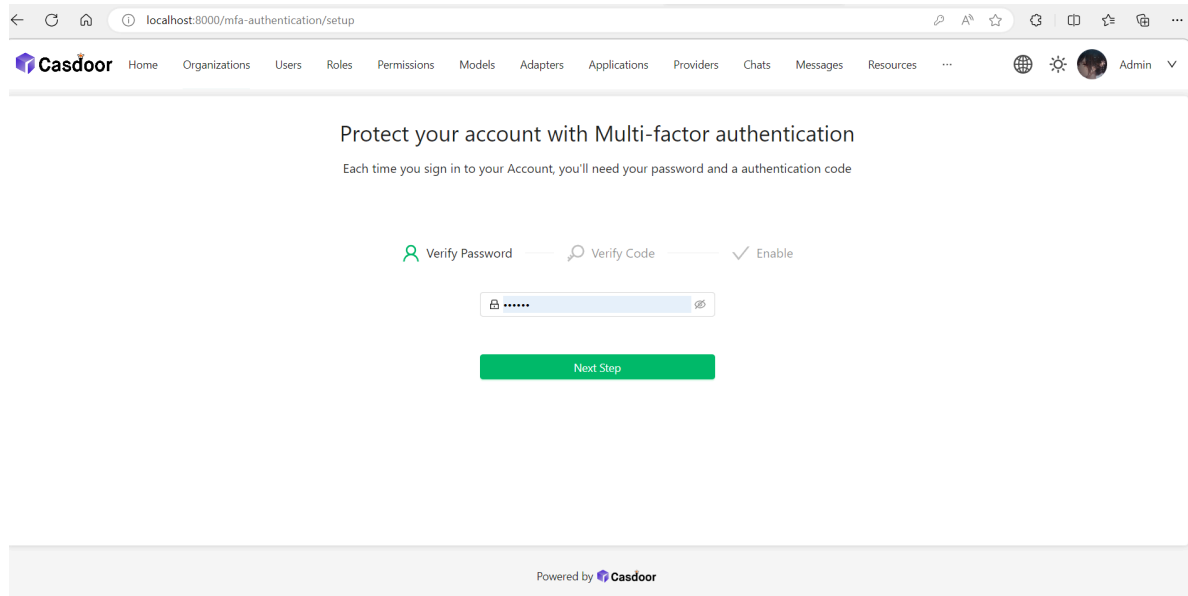 localhost:8000/mfa-authentication/setup
Casdoor Home Organizations Users Roles Permissions Models Adapters Applications Providers Chats Messages Resources ··· Admin
Protect your account with Multi-factor authentication
Each time you sign in to your Account, you'll need your password and a authentication code
Verify Password Verify Code Enable
••••••
Next Step
Powered by Casdoor